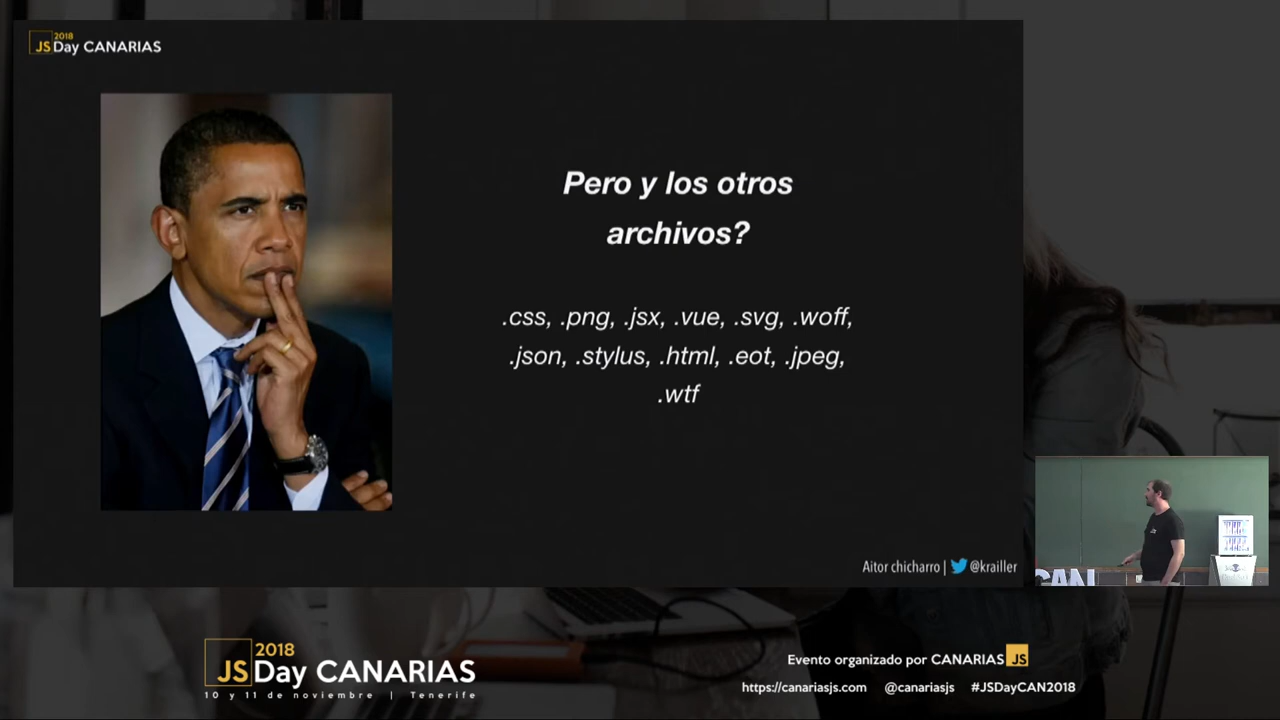 2018
JS Day CANARIAS
Pero y los otros
archivos?
.css, .png, .jsx, .vue, .svg, .woff,
.json, .stylus, .html, .eot, .jpeg,
.wtf
Aitor chicharro | @krailler
CAN
2018
JS Day CANARIAS
10 y 11 de noviembre | Tenerife
Evento organizado por CANARIAS JS
https://canariasjs.com @canariasjs #JSDayCAN2018